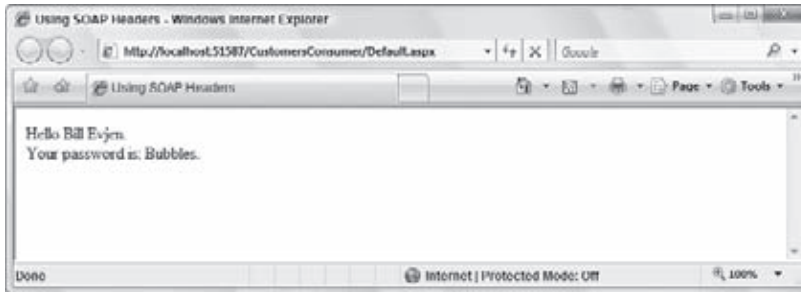 Using SOAP Headers - Windows Internet Explorer
http://localhost:51587/CustomersConsumer/Default.aspx
Google
Using SOAP Headers
Page
Tools
Hello Bill Evjen.
Your password is: Bubbles.
Done
Internet | Protected Mode: Off
100%